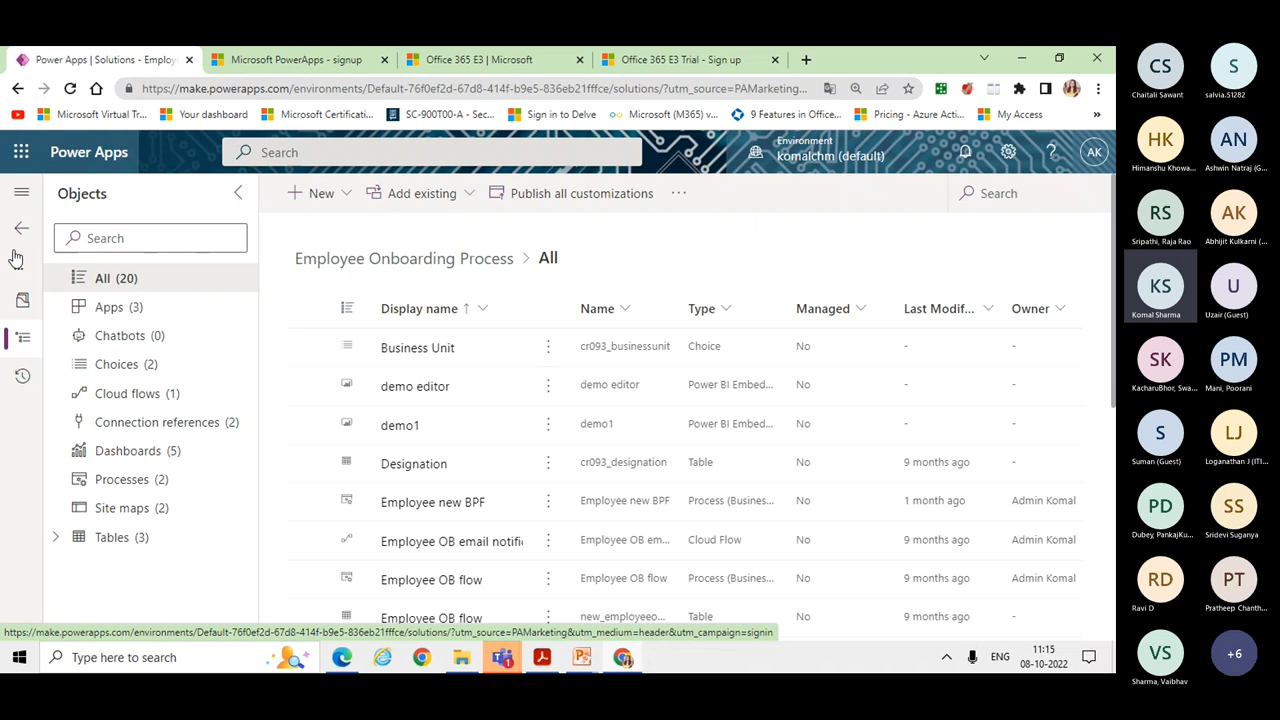 Power Apps | Solutions - Employ
Microsoft PowerApps - signup
Office 365 E3 | Microsoft
Office 365 E3 Trial - Sign up
https://make.powerapps.com/environments/Default-76f0ef2d-67d8-414f-b9e5-836eb21fffce/solutions/?utm_source=PAMarketing...
Microsoft Virtual Tr...
Your dashboard
Microsoft Certificati...
SC-900T00-A - Sec...
Sign in to Delve
Microsoft (M365) v...
9 Features in Office...
Pricing - Azure Acti...
My Access
»
Power Apps
Search
Environment
komalchm (default)
AK
Objects
New
Add existing
Publish all customizations
Search
Search
All (20)
Apps (3)
Chatbots (0)
Choices (2)
Cloud flows (1)
Connection references (2)
Dashboards (5)
Processes (2)
Site maps (2)
Tables (3)
Employee Onboarding Process > All
Display name Name Type Managed Last Modif... Owner
Business Unit cr093_businessunit Choice No - -
demo editor demo editor Power BI Embed... No - -
demo1 demo1 Power BI Embed... No - -
Designation cr093_designation Table No 9 months ago -
Employee new BPF Employee new BPF Process (Busines... No 1 month ago Admin Komal
Employee OB email notifi Employee OB em... Cloud Flow No 9 months ago Admin Komal
Employee OB flow Employee OB flow Process (Busines... No 9 months ago Admin Komal
Employee OB flow new_employeeo... Table No 9 months ago -
https://make.powerapps.com/environments/Default-76f0ef2d-67d8-414f-b9e5-836eb21fffce/solutions/?utm_source=PAMarketing&utm_medium=header&utm_campaign=signin
Type here to search
ENG
11:15
08-10-2022
CS
Chaitali Sawant
S
salvia.51282
HK
Himanshu Khowa...
AN
Ashwin Natraj (G...
RS
Sripathi, Raja Rao
AK
Abhijit Kulkarni (...
KS
Komal Sharma
U
Uzair (Guest)
SK
KacharuBhor, Swa...
PM
Mani, Poorani
S
Suman (Guest)
LJ
Loganathan J (ITI...
PD
Dubey, PankajKu...
SS
Sridevi Suganya
RD
Ravi D
PT
Pratheep Chanth...
VS
Sharma, Vaibhav
+6